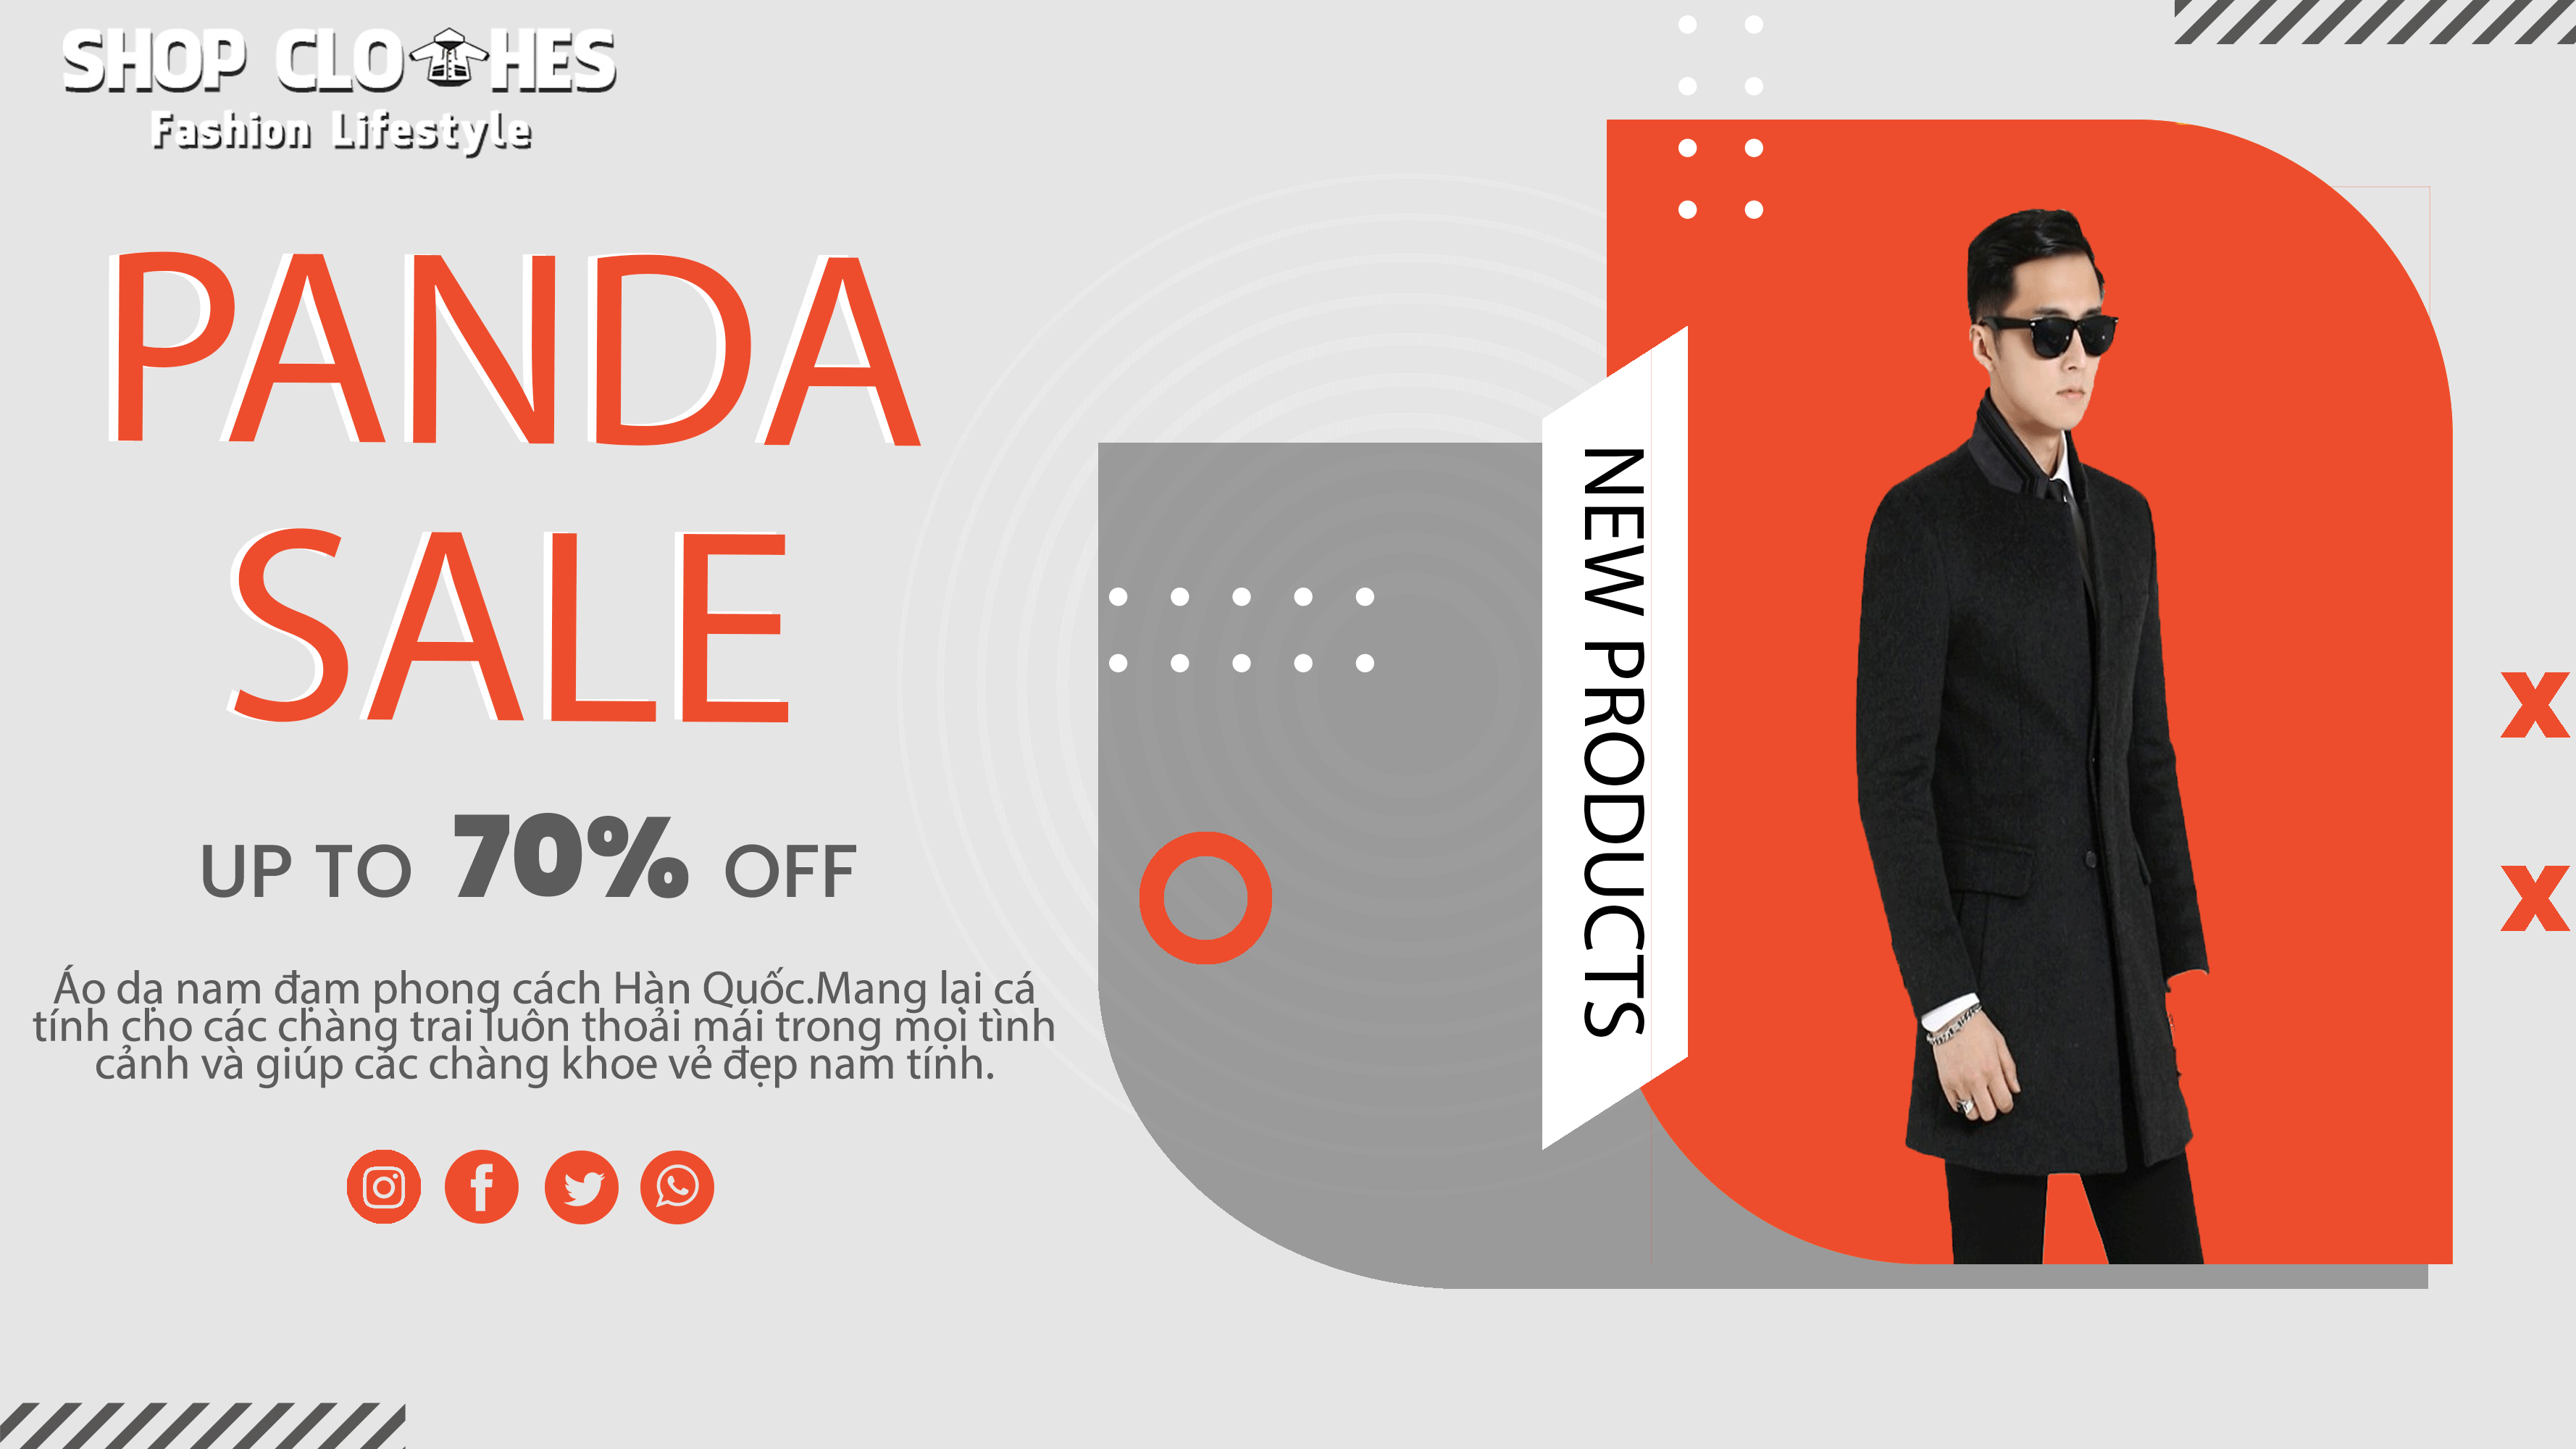 SHOP CLOTHES
Fashion Lifestyle
PANDA
SALE
UP TO 70% OFF
Áo dạ nam đạm phong cách Hàn Quốc.Mang lại cá
tính cho các chàng trai luôn thoải mái trong mọi tình
cảnh và giúp các chàng khoe vẻ đẹp nam tính.
NEW PRODUCTS
X
X